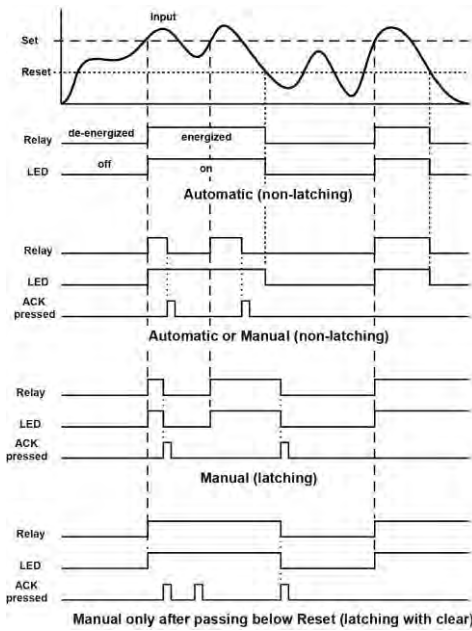 Input
Set
Reset
de-energized energized
Relay
off on
LED
Automatic (non-latching)
Relay
LED
ACK
pressed
Automatic or Manual (non-latching)
Relay
LED
ACK
pressed
Manual (latching)
Relay
LED
ACK
pressed
Manual only after passing below Reset (latching with clear)